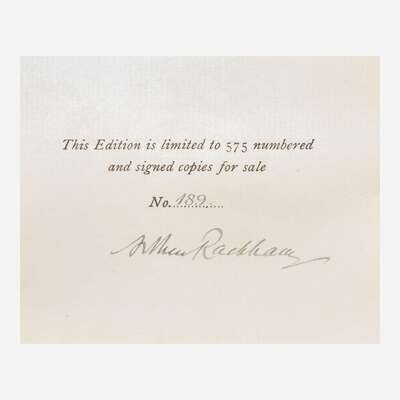 This Edition is limited to 575 numbered
and signed copies for sale
No. 189
Arthur Rackham